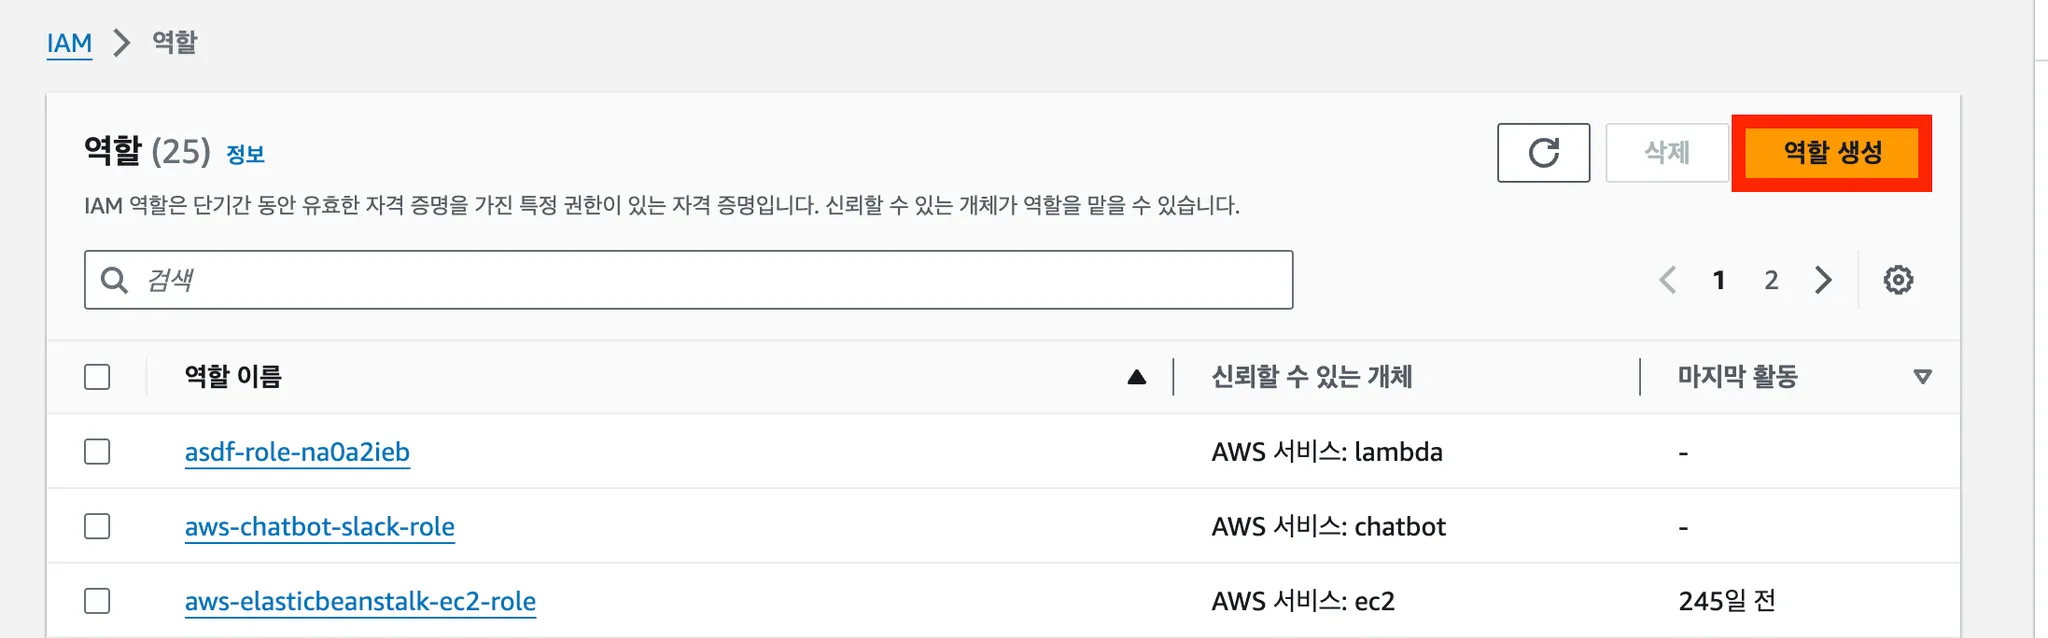 IAM > 역할
역할 (25) 정보
삭제
역할 생성
IAM 역할은 단기간 동안 유효한 자격 증명을 가진 특정 권한이 있는 자격 증명입니다. 신뢰할 수 있는 개체가 역할을 맡을 수 있습니다.
검색
1 2
역할 이름 신뢰할 수 있는 개체 마지막 활동
asdf-role-na0a2ieb AWS 서비스: lambda -
aws-chatbot-slack-role AWS 서비스: chatbot -
aws-elasticbeanstalk-ec2-role AWS 서비스: ec2 245일 전